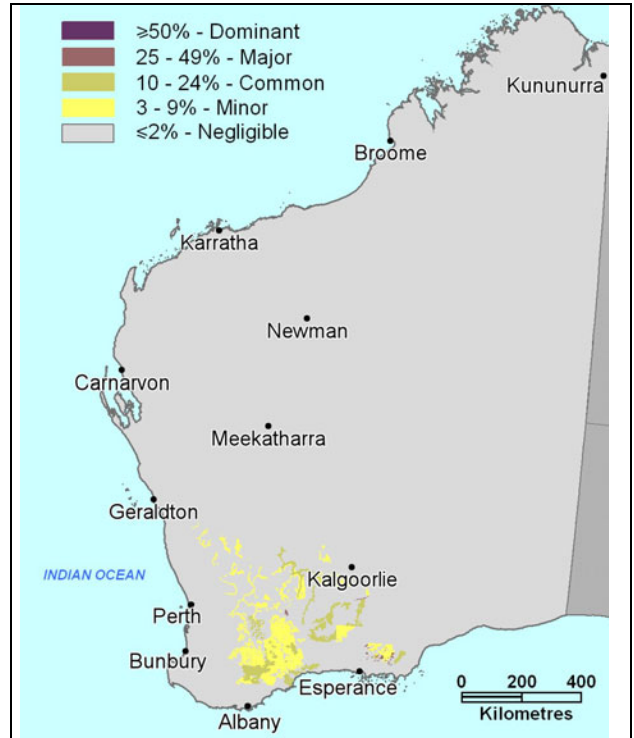 ≥50% - Dominant
25 - 49% - Major
10 - 24% - Common
3 - 9% - Minor
≤2% - Negligible
Kununurra
Broome
Karratha
Newman
Carnarvon
Meekatharra
Geraldton
INDIAN OCEAN
Kalgoorlie
Perth
Bunbury
Esperance
Albany
0 200 400
Kilometres